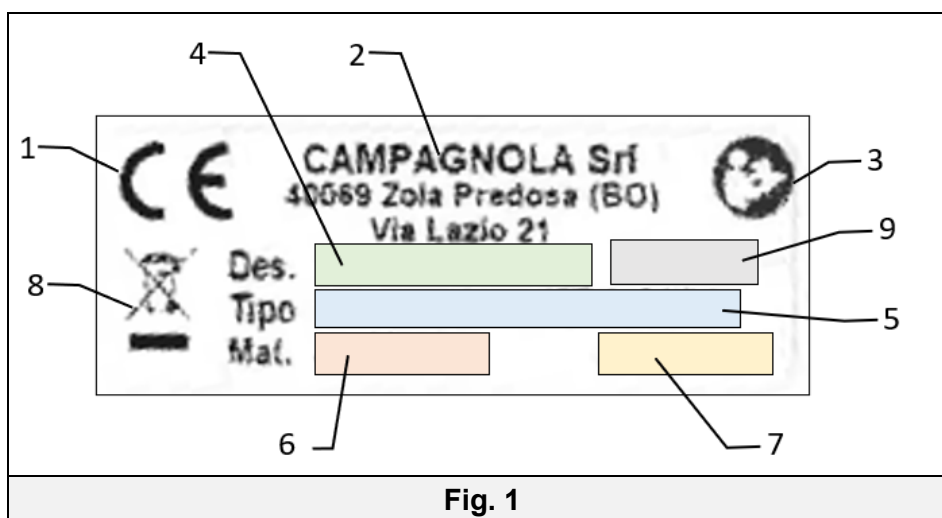 4
2
1
CE
CAMPAGNOLA Srl
40069 Zola Predosa (BO)
Via Lazio 21
3
9
8
Des.
Tipo
Mat.
5
6
7
Fig. 1